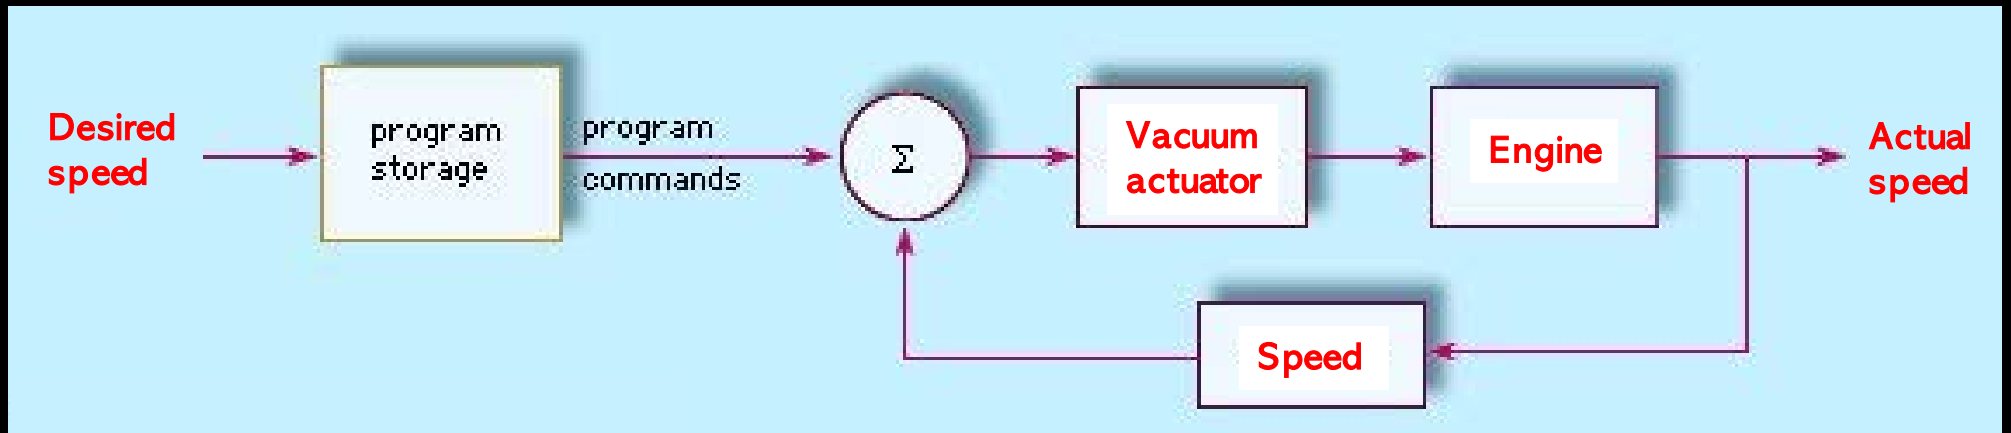 Desired
speed
program
storage
program
commands
Σ
Vacuum
actuator
Engine
Actual
speed
Speed